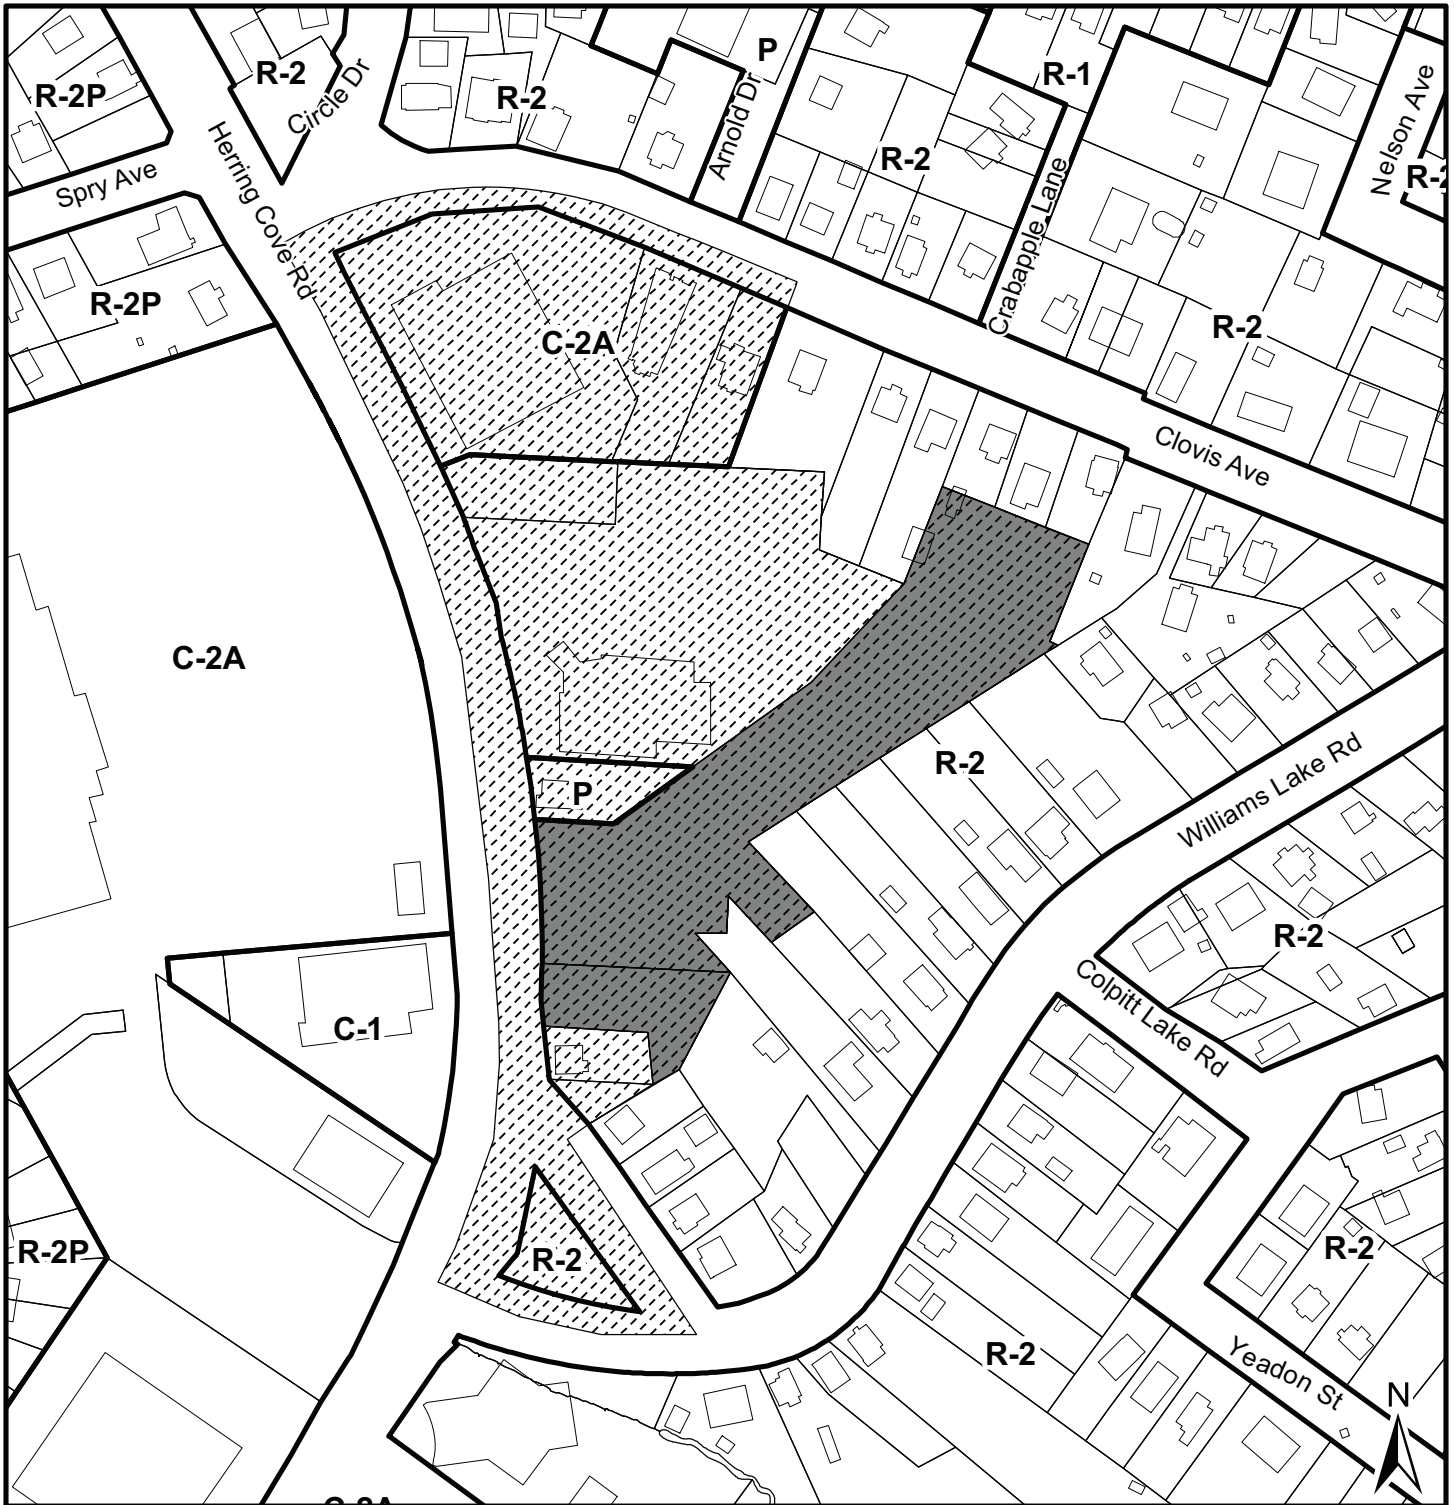 R-2P
R-2
Circle Dr
R-2
P
Arnold Dr
R-1
Nelson Ave
R-2
Spry Ave
Herring Cove Rd
R-2
Crabapple Lane
R-2P
C-2A
R-2
Clovis Ave
C-2A
P
R-2
Williams Lake Rd
R-2
Colpitt Lake Rd
C-1
R-2P
R-2
R-2
R-2
Yeadon St
N